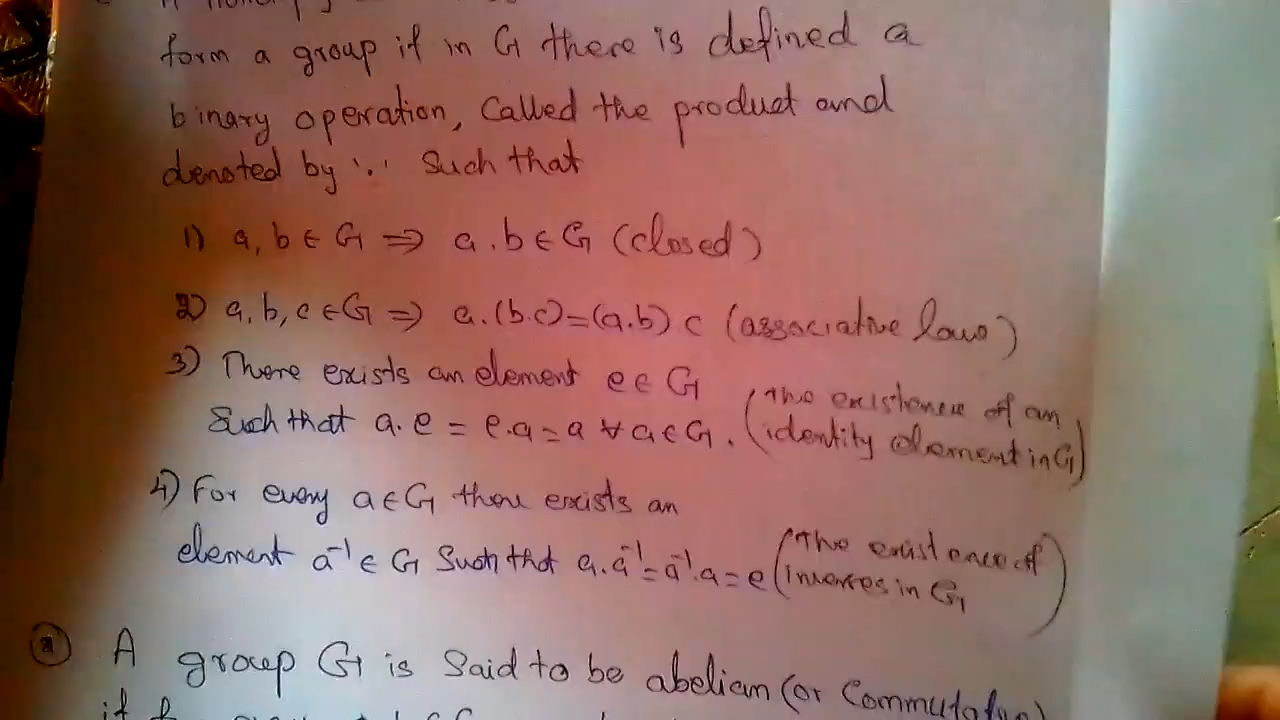 form a group if in G there is defined a
binary operation, Called the product and
denoted by '.' Such that
1) a, b ∈ G ⇒ a . b ∈ G (closed)
2) a, b, c ∈ G ⇒ a.(b.c)=(a.b) c (associative law)
3) There exists an element e ∈ G
Such that a. e = e.a = a ∀ a ∈ G. (the existence of an identity element in G)
4) For every a ∈ G there exists an
element a⁻¹ ∈ G Such that a.a⁻¹=a⁻¹.a=e (the existence of inverses in G)
② A group G is Said to be abelian (or Commutative)